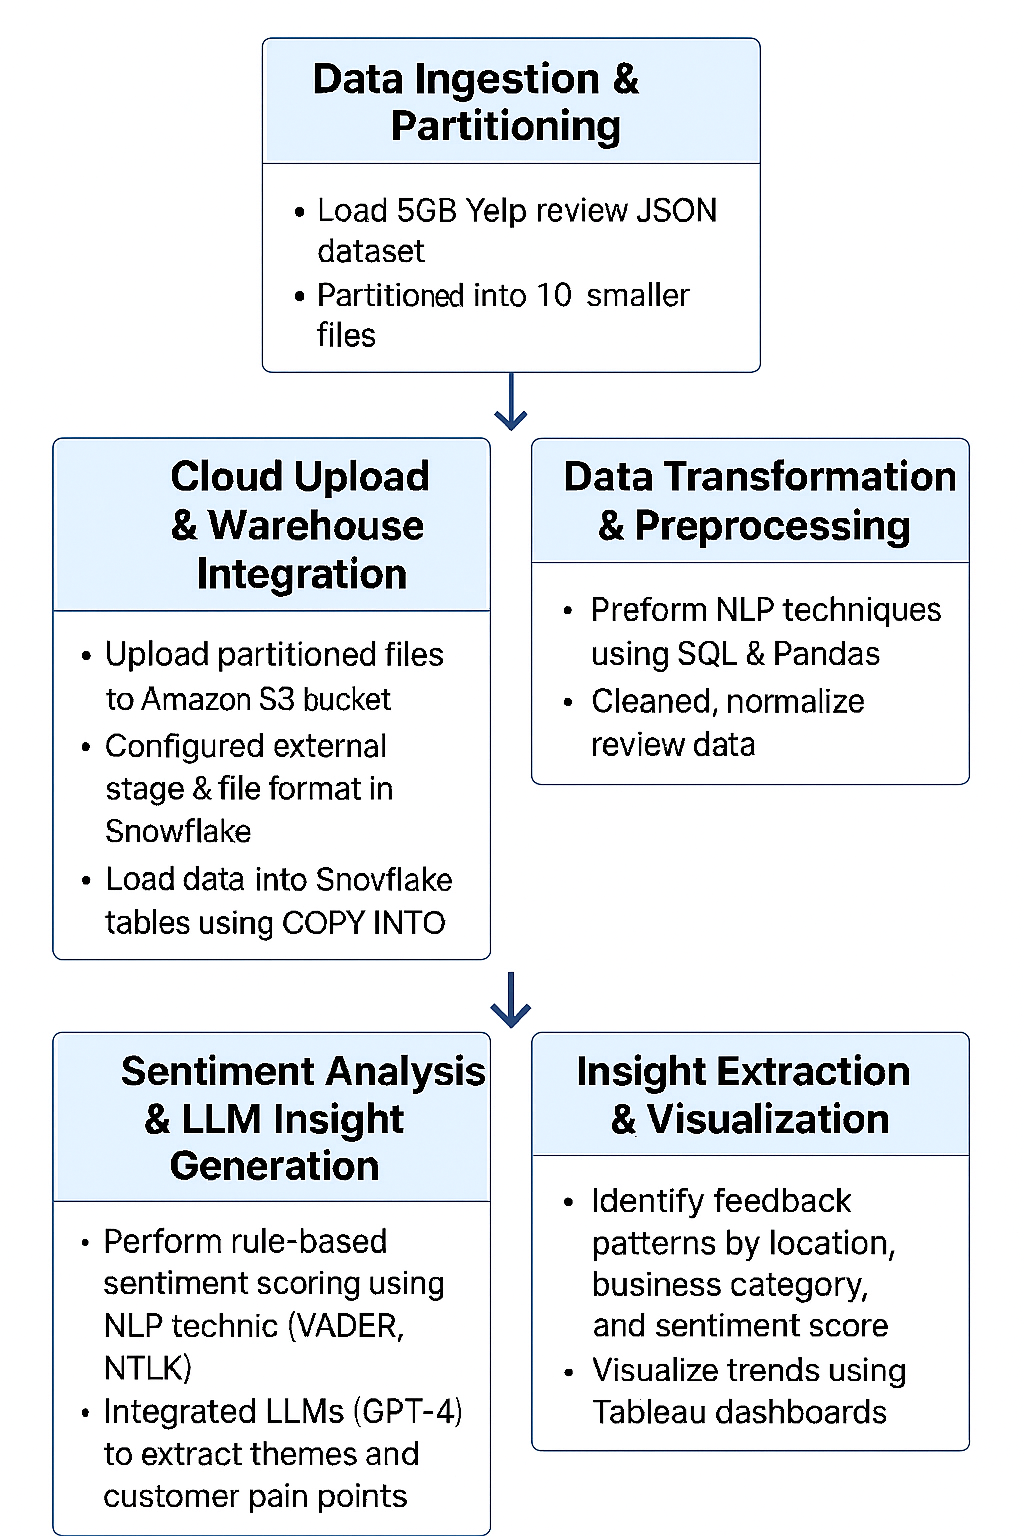 Data Ingestion &
Partitioning
• Load 5GB Yelp review JSON
dataset
• Partitioned into 10 smaller
files
Cloud Upload
& Warehouse
Integration
• Upload partitioned files
to Amazon S3 bucket
• Configured external
stage & file format in
Snowflake
• Load data into Snovflake
tables using COPY INTO
Data Transformation
& Preprocessing
• Preform NLP techniques
using SQL & Pandas
• Cleaned, normalize
review data
Sentiment Analysis
& LLM Insight
Generation
• Perform rule-based
sentiment scoring using
NLP technic (VADER,
NTLK)
• Integrated LLMs (GPT-4)
to extract themes and
customer pain points
Insight Extraction
& Visualization
• Identify feedback
patterns by location,
business category,
and sentiment score
• Visualize trends using
Tableau dashboards